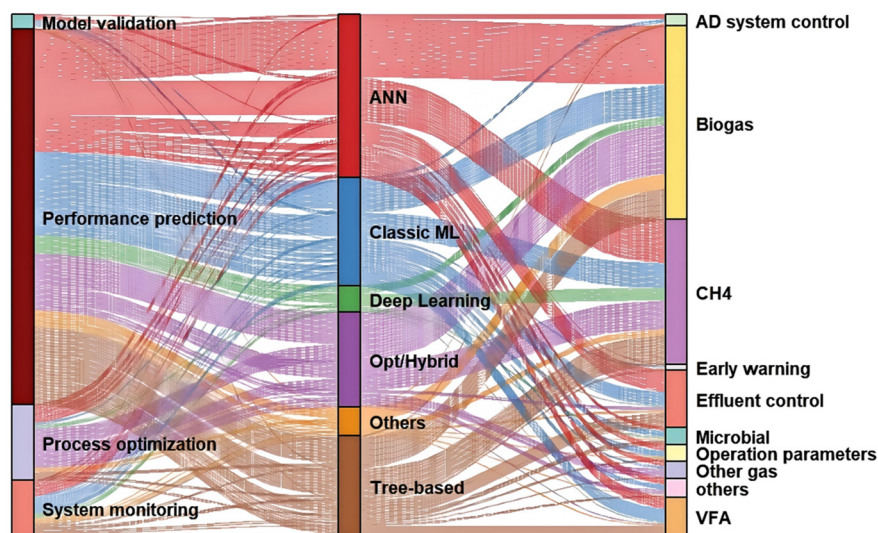 Model validation
Performance prediction
Process optimization
System monitoring
ANN
Classic ML
Deep Learning
Opt/Hybrid
Others
Tree-based
AD system control
Biogas
CH4
Early warning
Effluent control
Microbial
Operation parameters
Other gas
others
VFA